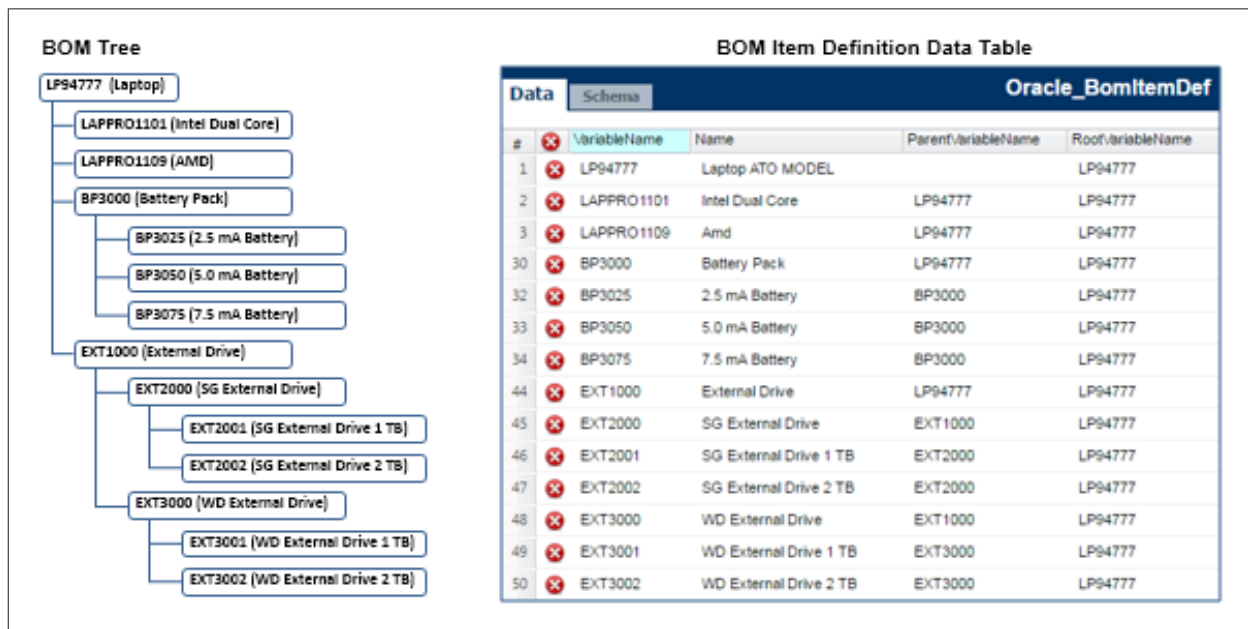 BOM Tree
LP94777 (Laptop)
LAPPRO1101 (Intel Dual Core)
LAPPRO1109 (AMD)
BP3000 (Battery Pack)
BP3025 (2.5 mA Battery)
BP3050 (5.0 mA Battery)
BP3075 (7.5 mA Battery)
EXT1000 (External Drive)
EXT2000 (SG External Drive)
EXT2001 (SG External Drive 1 TB)
EXT2002 (SG External Drive 2 TB)
EXT3000 (WD External Drive)
EXT3001 (WD External Drive 1 TB)
EXT3002 (WD External Drive 2 TB)
BOM Item Definition Data Table
Data Schema Oracle_BomItemDef
# VariableName Name ParentVariableName RootVariableName
1 LP94777 Laptop ATO MODEL LP94777
2 LAPPRO1101 Intel Dual Core LP94777 LP94777
3 LAPPRO1109 Amd LP94777 LP94777
30 BP3000 Battery Pack LP94777 LP94777
32 BP3025 2.5 mA Battery BP3000 LP94777
33 BP3050 5.0 mA Battery BP3000 LP94777
34 BP3075 7.5 mA Battery BP3000 LP94777
44 EXT1000 External Drive LP94777 LP94777
45 EXT2000 SG External Drive EXT1000 LP94777
46 EXT2001 SG External Drive 1 TB EXT2000 LP94777
47 EXT2002 SG External Drive 2 TB EXT2000 LP94777
48 EXT3000 WD External Drive EXT1000 LP94777
49 EXT3001 WD External Drive 1 TB EXT3000 LP94777
50 EXT3002 WD External Drive 2 TB EXT3000 LP94777